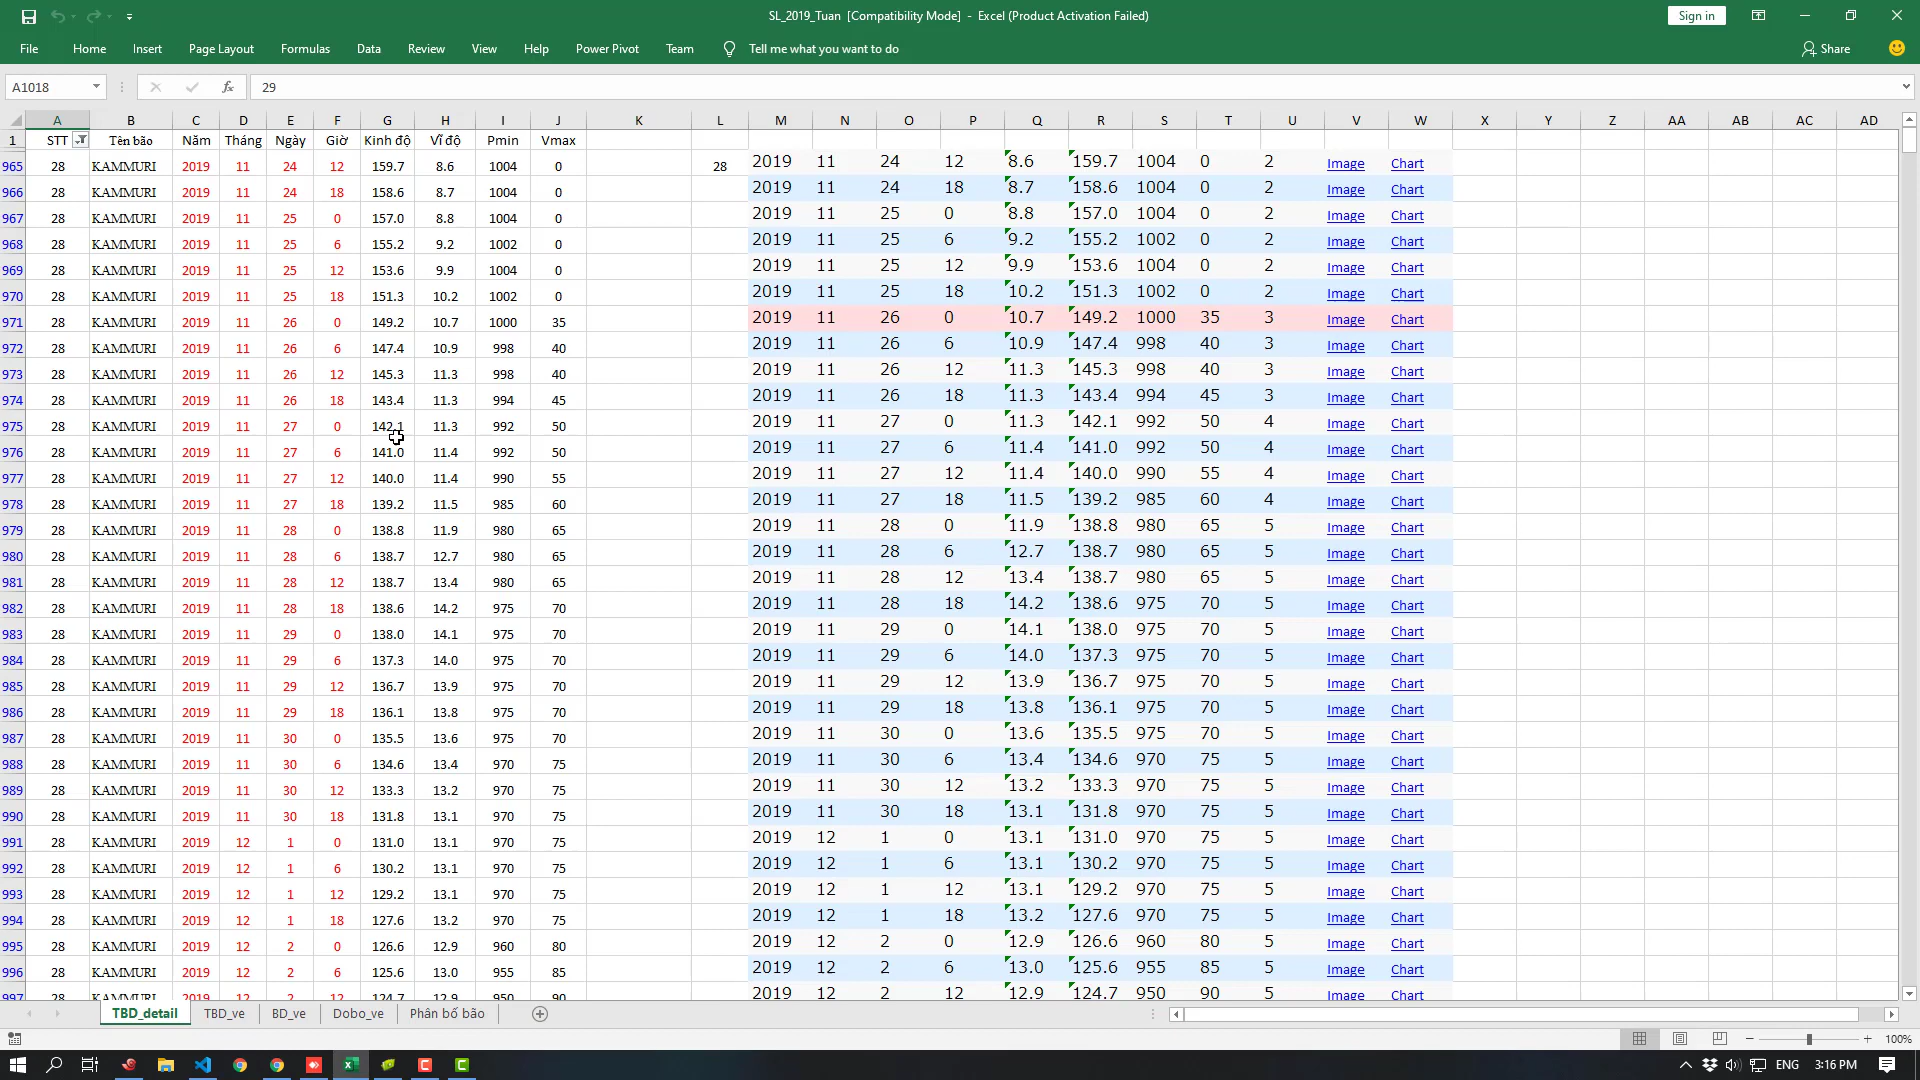 SL_2019_Tuan [Compatibility Mode] - Excel (Product Activation Failed)
Sign in
File Home Insert Page Layout Formulas Data Review View Help Power Pivot Team Tell me what you want to do Share
A1018 fx 29
A B C D E F G H I J K L M N O P Q R S T U V W X Y Z AA AB AC AD
1 STT Tên bão Năm Tháng Ngày Giờ Kinh độ Vĩ độ Pmin Vmax
965 28 KAMMURI 2019 11 24 12 159.7 8.6 1004 0 28 2019 11 24 12 8.6 159.7 1004 0 2 Image Chart
966 28 KAMMURI 2019 11 24 18 158.6 8.7 1004 0 2019 11 24 18 8.7 158.6 1004 0 2 Image Chart
967 28 KAMMURI 2019 11 25 0 157.0 8.8 1004 0 2019 11 25 0 8.8 157.0 1004 0 2 Image Chart
968 28 KAMMURI 2019 11 25 6 155.2 9.2 1002 0 2019 11 25 6 9.2 155.2 1002 0 2 Image Chart
969 28 KAMMURI 2019 11 25 12 153.6 9.9 1004 0 2019 11 25 12 9.9 153.6 1004 0 2 Image Chart
970 28 KAMMURI 2019 11 25 18 151.3 10.2 1002 0 2019 11 25 18 10.2 151.3 1002 0 2 Image Chart
971 28 KAMMURI 2019 11 26 0 149.2 10.7 1000 35 2019 11 26 0 10.7 149.2 1000 35 3 Image Chart
972 28 KAMMURI 2019 11 26 6 147.4 10.9 998 40 2019 11 26 6 10.9 147.4 998 40 3 Image Chart
973 28 KAMMURI 2019 11 26 12 145.3 11.3 998 40 2019 11 26 12 11.3 145.3 998 40 3 Image Chart
974 28 KAMMURI 2019 11 26 18 143.4 11.3 994 45 2019 11 26 18 11.3 143.4 994 45 3 Image Chart
975 28 KAMMURI 2019 11 27 0 142.1 11.3 992 50 2019 11 27 0 11.3 142.1 992 50 4 Image Chart
976 28 KAMMURI 2019 11 27 6 141.0 11.4 992 50 2019 11 27 6 11.4 141.0 992 50 4 Image Chart
977 28 KAMMURI 2019 11 27 12 140.0 11.4 990 55 2019 11 27 12 11.4 140.0 990 55 4 Image Chart
978 28 KAMMURI 2019 11 27 18 139.2 11.5 985 60 2019 11 27 18 11.5 139.2 985 60 4 Image Chart
979 28 KAMMURI 2019 11 28 0 138.8 11.9 980 65 2019 11 28 0 11.9 138.8 980 65 5 Image Chart
980 28 KAMMURI 2019 11 28 6 138.7 12.7 980 65 2019 11 28 6 12.7 138.7 980 65 5 Image Chart
981 28 KAMMURI 2019 11 28 12 138.7 13.4 980 65 2019 11 28 12 13.4 138.7 980 65 5 Image Chart
982 28 KAMMURI 2019 11 28 18 138.6 14.2 975 70 2019 11 28 18 14.2 138.6 975 70 5 Image Chart
983 28 KAMMURI 2019 11 29 0 138.0 14.1 975 70 2019 11 29 0 14.1 138.0 975 70 5 Image Chart
984 28 KAMMURI 2019 11 29 6 137.3 14.0 975 70 2019 11 29 6 14.0 137.3 975 70 5 Image Chart
985 28 KAMMURI 2019 11 29 12 136.7 13.9 975 70 2019 11 29 12 13.9 136.7 975 70 5 Image Chart
986 28 KAMMURI 2019 11 29 18 136.1 13.8 975 70 2019 11 29 18 13.8 136.1 975 70 5 Image Chart
987 28 KAMMURI 2019 11 30 0 135.5 13.6 975 70 2019 11 30 0 13.6 135.5 975 70 5 Image Chart
988 28 KAMMURI 2019 11 30 6 134.6 13.4 970 75 2019 11 30 6 13.4 134.6 970 75 5 Image Chart
989 28 KAMMURI 2019 11 30 12 133.3 13.2 970 75 2019 11 30 12 13.2 133.3 970 75 5 Image Chart
990 28 KAMMURI 2019 11 30 18 131.8 13.1 970 75 2019 11 30 18 13.1 131.8 970 75 5 Image Chart
991 28 KAMMURI 2019 12 1 0 131.0 13.1 970 75 2019 12 1 0 13.1 131.0 970 75 5 Image Chart
992 28 KAMMURI 2019 12 1 6 130.2 13.1 970 75 2019 12 1 6 13.1 130.2 970 75 5 Image Chart
993 28 KAMMURI 2019 12 1 12 129.2 13.1 970 75 2019 12 1 12 13.1 129.2 970 75 5 Image Chart
994 28 KAMMURI 2019 12 1 18 127.6 13.2 970 75 2019 12 1 18 13.2 127.6 970 75 5 Image Chart
995 28 KAMMURI 2019 12 2 0 126.6 12.9 960 80 2019 12 2 0 12.9 126.6 960 80 5 Image Chart
996 28 KAMMURI 2019 12 2 6 125.6 13.0 955 85 2019 12 2 6 13.0 125.6 955 85 5 Image Chart
997 28 KAMMURI 2019 12 2 12 124.7 12.9 950 90 2019 12 2 12 12.9 124.7 950 90 5 Image Chart
TBD_detail TBD_ve BD_ve Dobo_ve Phân bố bão
100%
ENG 3:16 PM